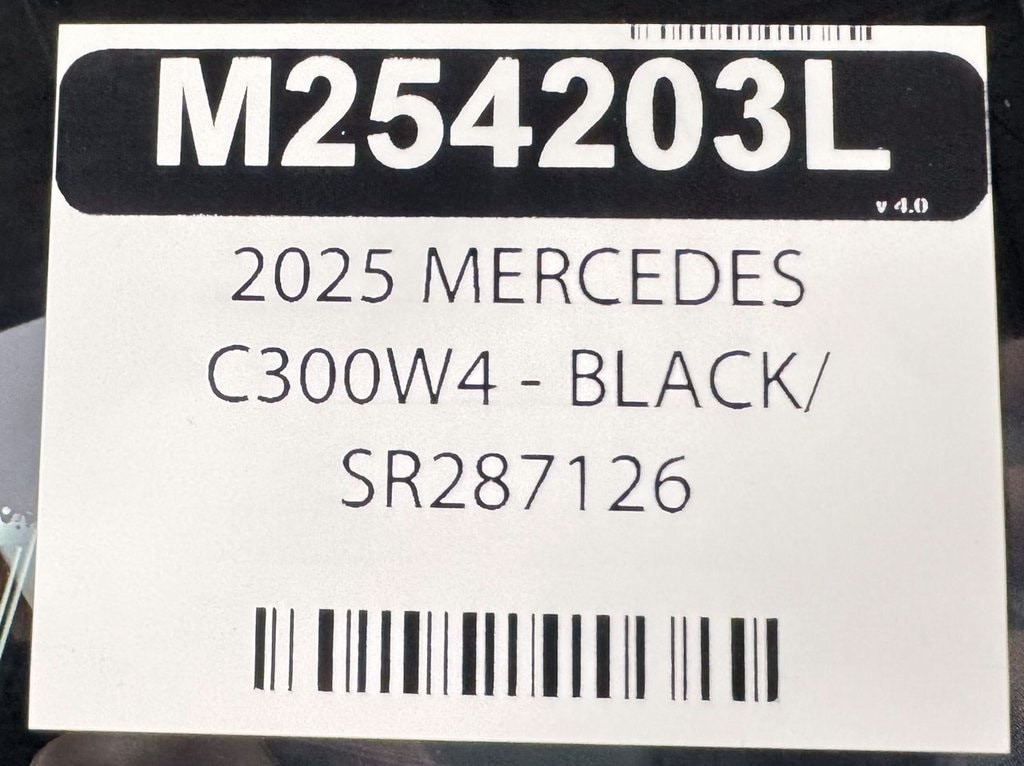 M254203L
v 4.0
2025 MERCEDES
C300W4 - BLACK/
SR287126